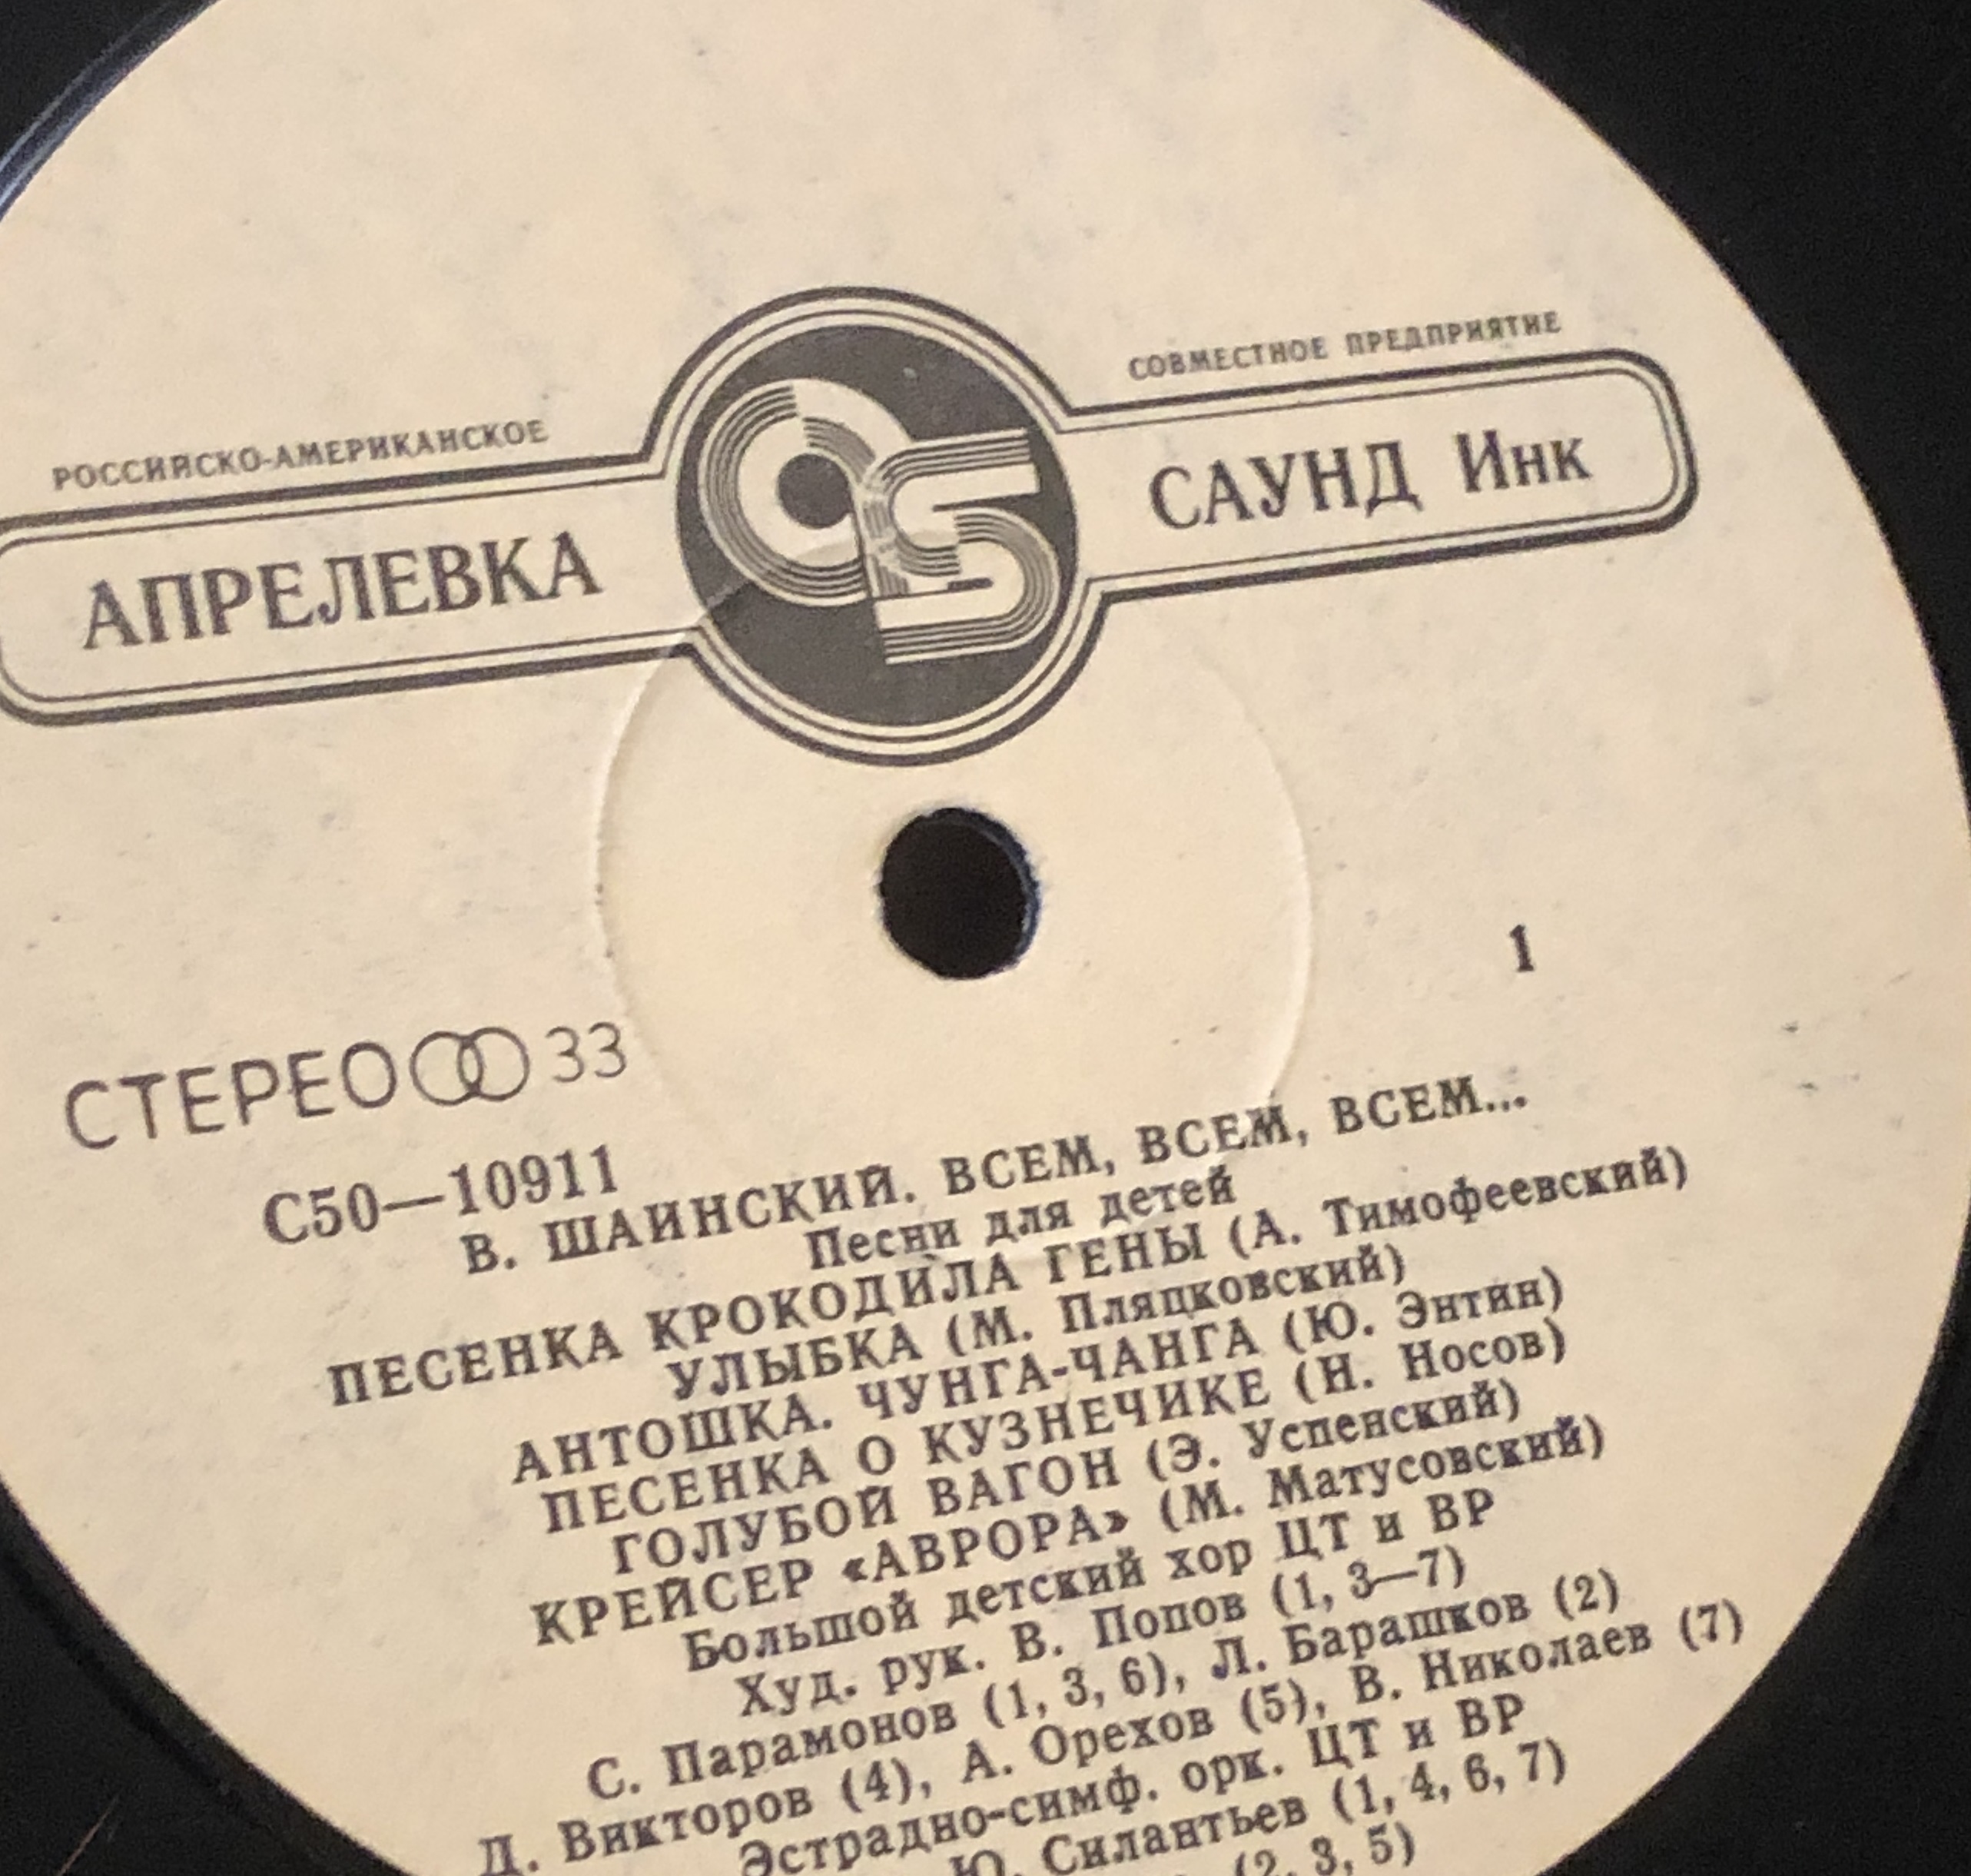 РОССИЙСКО-АМЕРИКАНСКОЕ СОВМЕСТНОЕ ПРЕДПРИЯТИЕ
АПРЕЛЕВКА САУНД Инк
1
СТЕРЕО 33
С50—10911
В. ШАИНСКИЙ. ВСЕМ, ВСЕМ, ВСЕМ...
Песни для детей
ПЕСЕНКА КРОКОДИЛА ГЕНЫ (А. Тимофеевский)
УЛЫБКА (М. Пляцковский)
АНТОШКА. ЧУНГА-ЧАНГА (Ю. Энтин)
ПЕСЕНКА О КУЗНЕЧИКЕ (Н. Носов)
ГОЛУБОЙ ВАГОН (Э. Успенский)
КРЕЙСЕР «АВРОРА» (М. Матусовский)
Большой детский хор ЦТ и ВР
Худ. рук. В. Попов (1, 3—7)
С. Парамонов (1, 3, 6), Л. Барашков (2)
Д. Викторов (4), А. Орехов (5), В. Николаев (7)
Эстрадно-симф. орк. ЦТ и ВР
Ю. Силантьев (1, 4, 6, 7)
(2, 3, 5)